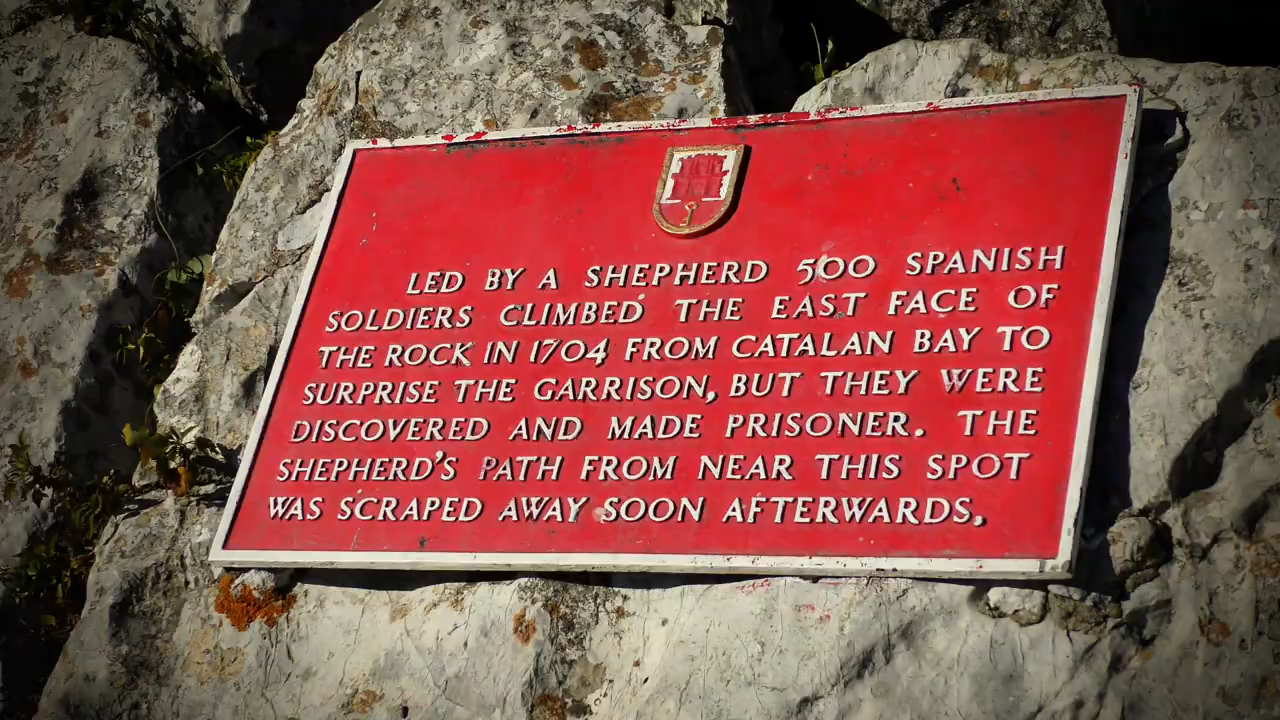 LED BY A SHEPHERD 500 SPANISH
SOLDIERS CLIMBED THE EAST FACE OF
THE ROCK IN 1704 FROM CATALAN BAY TO
SURPRISE THE GARRISON, BUT THEY WERE
DISCOVERED AND MADE PRISONER. THE
SHEPHERD'S PATH FROM NEAR THIS SPOT
WAS SCRAPED AWAY SOON AFTERWARDS,